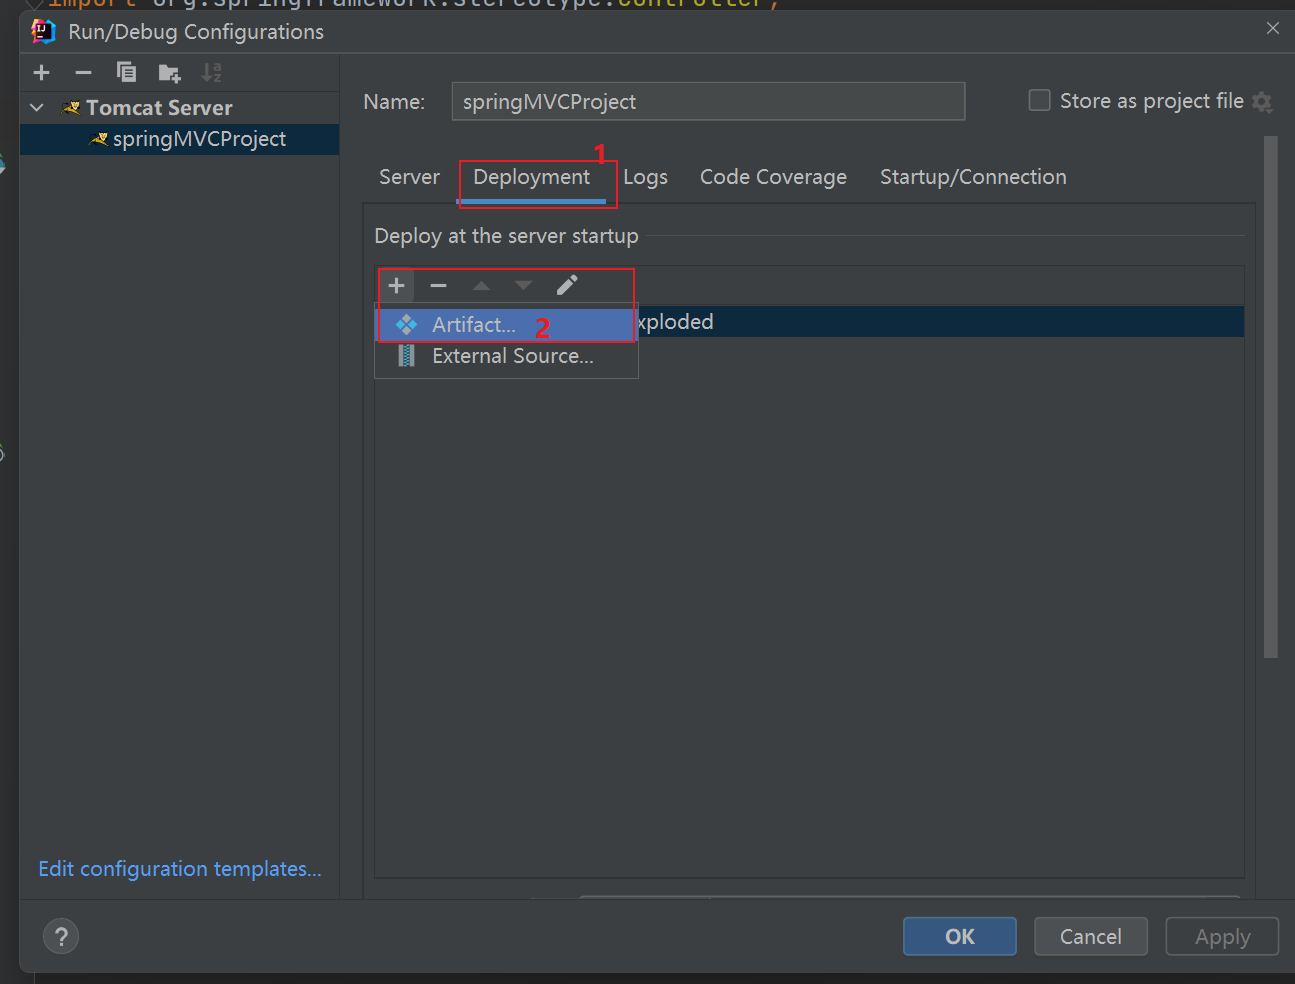 import org.springframework.stereotype.Controller;
Run/Debug Configurations
Tomcat Server
springMVCProject
Name: springMVCProject
Store as project file
1
Server Deployment Logs Code Coverage Startup/Connection
Deploy at the server startup
Artifact... 2
xploded
External Source...
Edit configuration templates...
? OK Cancel Apply